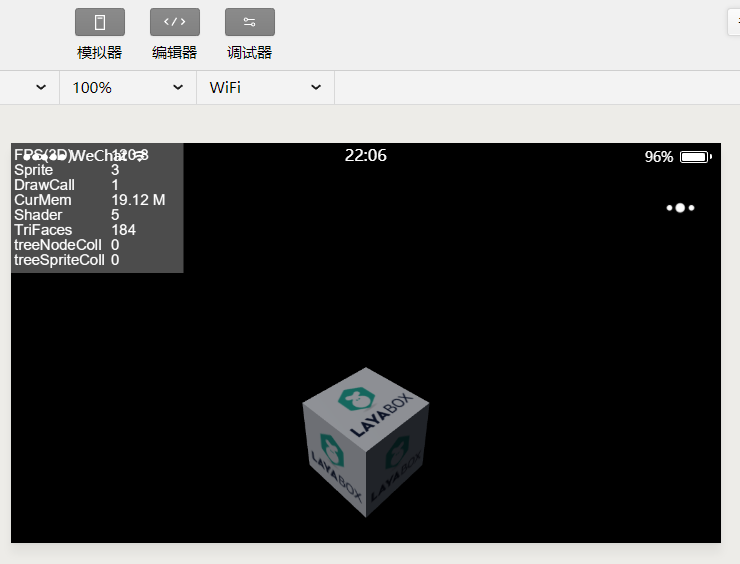 模拟器 编辑器 调试器
100% WiFi
FPS(3D) 120.3
WeChat 22:06 96%
Sprite 3
DrawCall 1
CurMem 19.12 M
Shader 5
TriFaces 184
treeNodeColl 0
treeSpriteColl 0
LAYABOX
LAYABOX
LAYABOX